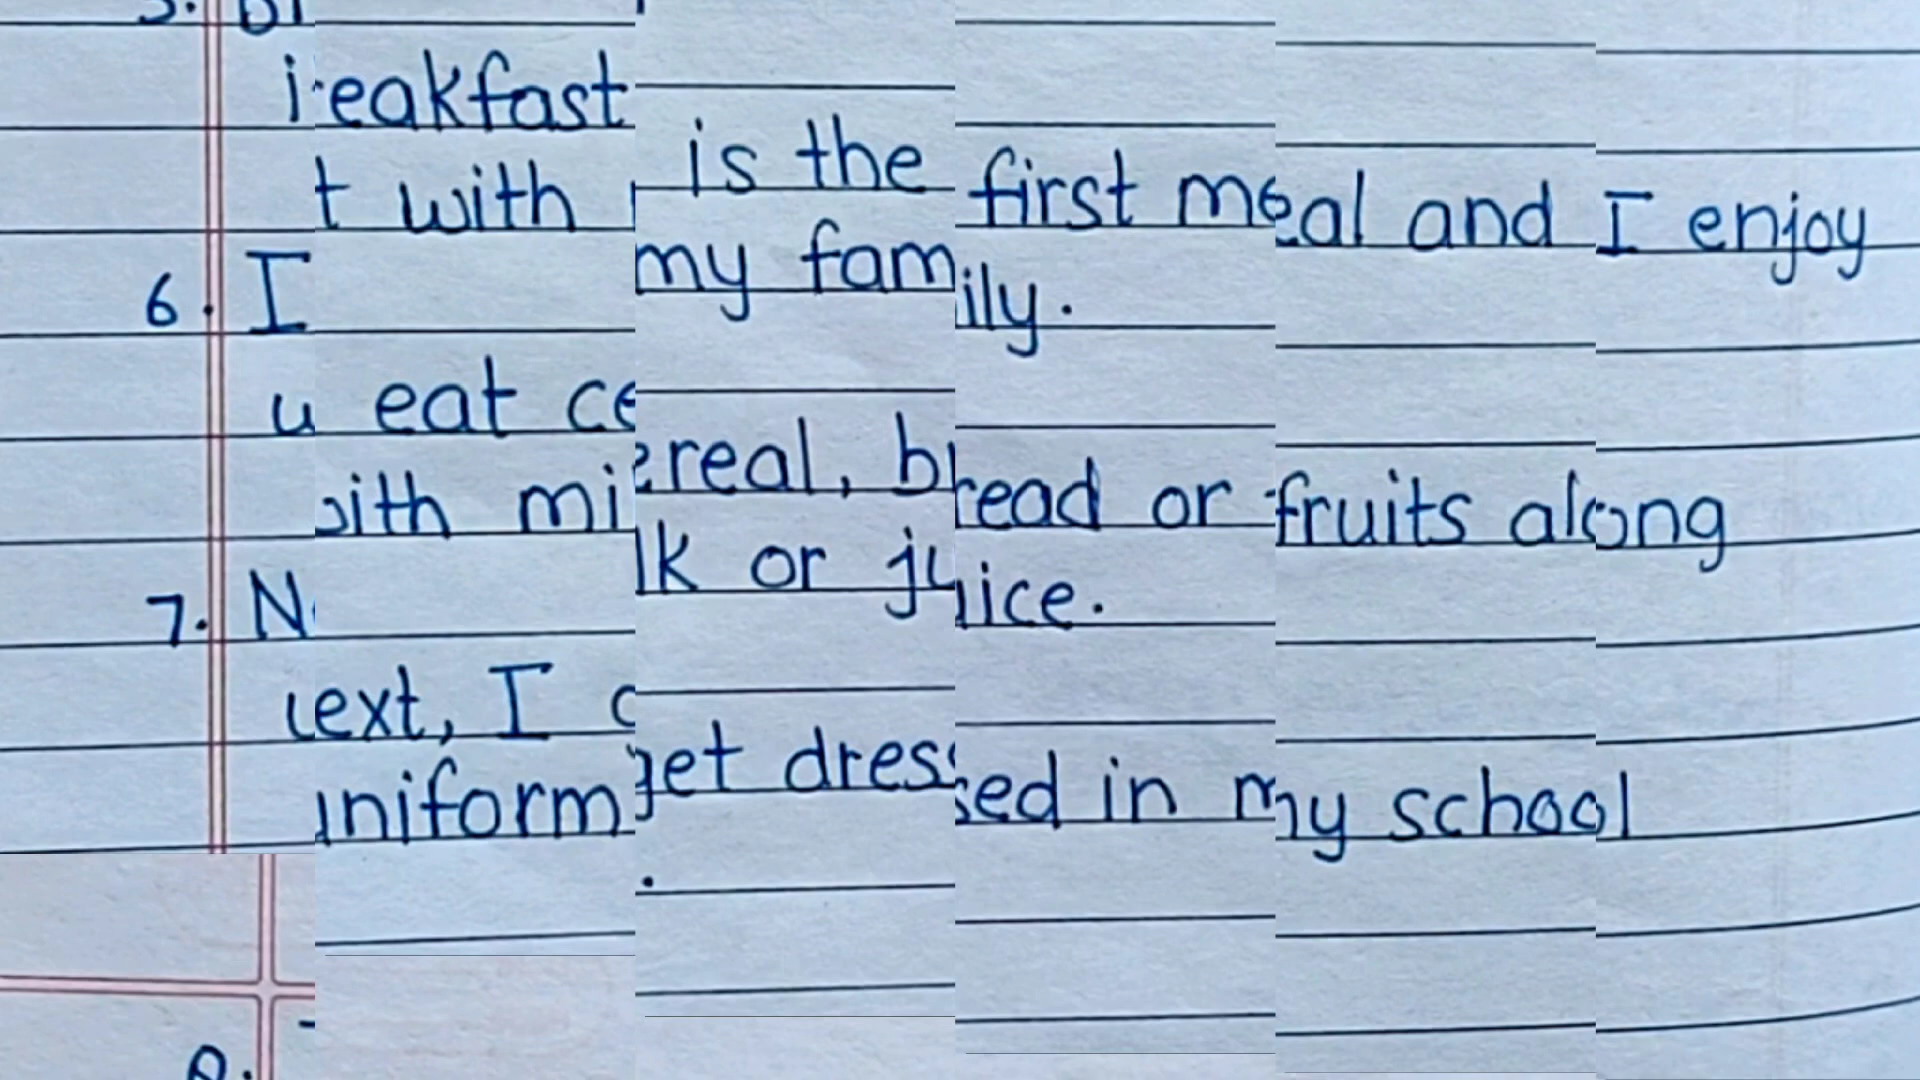 5. Breakfast is the first meal and I enjoy
it with my family.
6. I eat cereal, bread or fruits along
with milk or juice.
7. Next, I get dressed in my school
uniform.